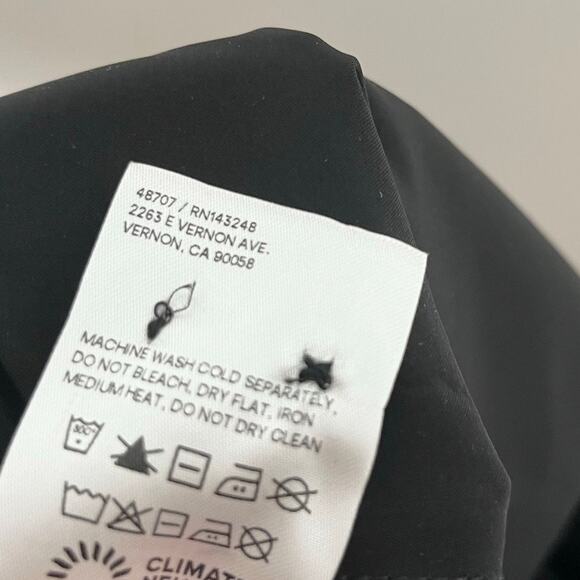 48707 / RN143248
2263 E VERNON AVE.
VERNON, CA 90058
MACHINE WASH COLD SEPARATELY,
DO NOT BLEACH, DRY FLAT, IRON
MEDIUM HEAT, DO NOT DRY CLEAN
30C°